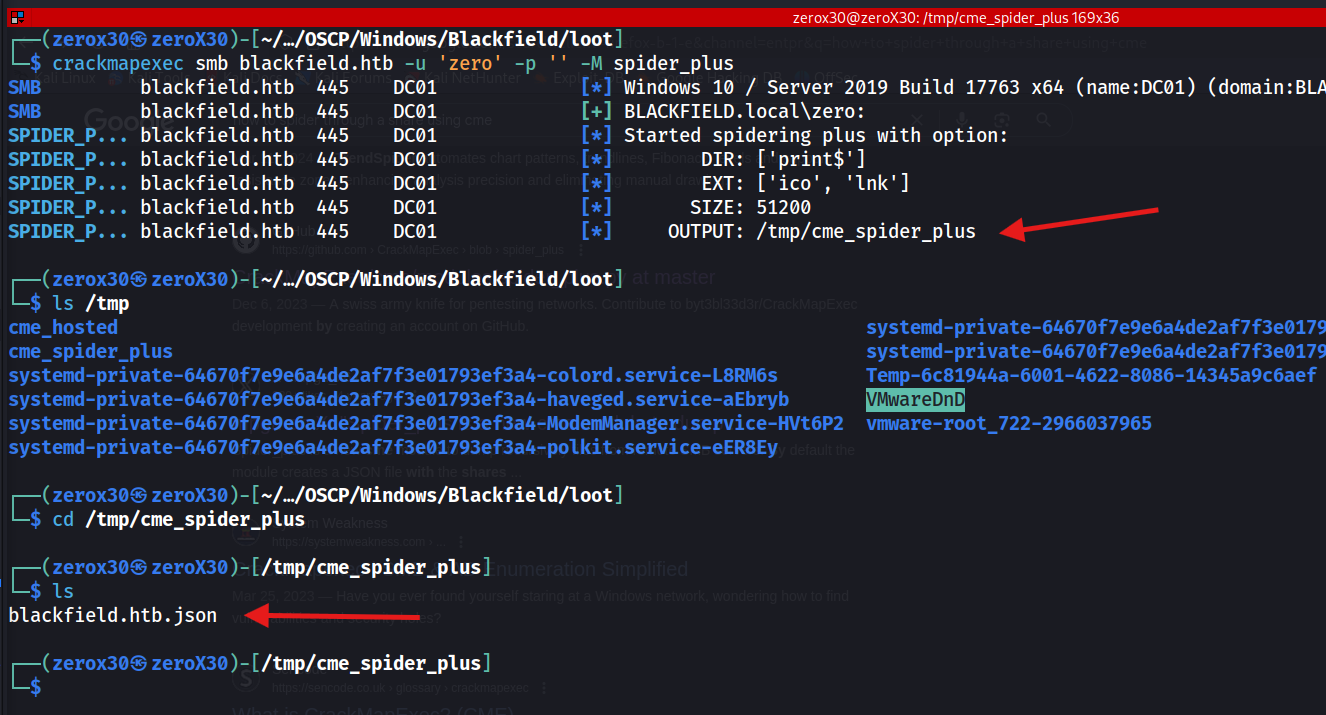 zerox30@zeroX30: /tmp/cme_spider_plus 169x36
┌──(zerox30㉿zeroX30)-[~/…/OSCP/Windows/Blackfield/loot]
└─$ crackmapexec smb blackfield.htb -u 'zero' -p '' -M spider_plus
SMB blackfield.htb 445 DC01 [*] Windows 10 / Server 2019 Build 17763 x64 (name:DC01) (domain:BLA
SMB blackfield.htb 445 DC01 [+] BLACKFIELD.local\zero:
SPIDER_P... blackfield.htb 445 DC01 [*] Started spidering plus with option:
SPIDER_P... blackfield.htb 445 DC01 [*] DIR: ['print$']
SPIDER_P... blackfield.htb 445 DC01 [*] EXT: ['ico', 'lnk']
SPIDER_P... blackfield.htb 445 DC01 [*] SIZE: 51200
SPIDER_P... blackfield.htb 445 DC01 [*] OUTPUT: /tmp/cme_spider_plus
┌──(zerox30㉿zeroX30)-[~/…/OSCP/Windows/Blackfield/loot]
└─$ ls /tmp
cme_hosted systemd-private-64670f7e9e6a4de2af7f3e0179
cme_spider_plus systemd-private-64670f7e9e6a4de2af7f3e0179
systemd-private-64670f7e9e6a4de2af7f3e01793ef3a4-colord.service-L8RM6s Temp-6c81944a-6001-4622-8086-14345a9c6aef
systemd-private-64670f7e9e6a4de2af7f3e01793ef3a4-haveged.service-aEbryb VMwareDnD
systemd-private-64670f7e9e6a4de2af7f3e01793ef3a4-ModemManager.service-HVt6P2 vmware-root_722-2966037965
systemd-private-64670f7e9e6a4de2af7f3e01793ef3a4-polkit.service-eER8Ey
┌──(zerox30㉿zeroX30)-[~/…/OSCP/Windows/Blackfield/loot]
└─$ cd /tmp/cme_spider_plus
┌──(zerox30㉿zeroX30)-[/tmp/cme_spider_plus]
└─$ ls
blackfield.htb.json
┌──(zerox30㉿zeroX30)-[/tmp/cme_spider_plus]
└─$